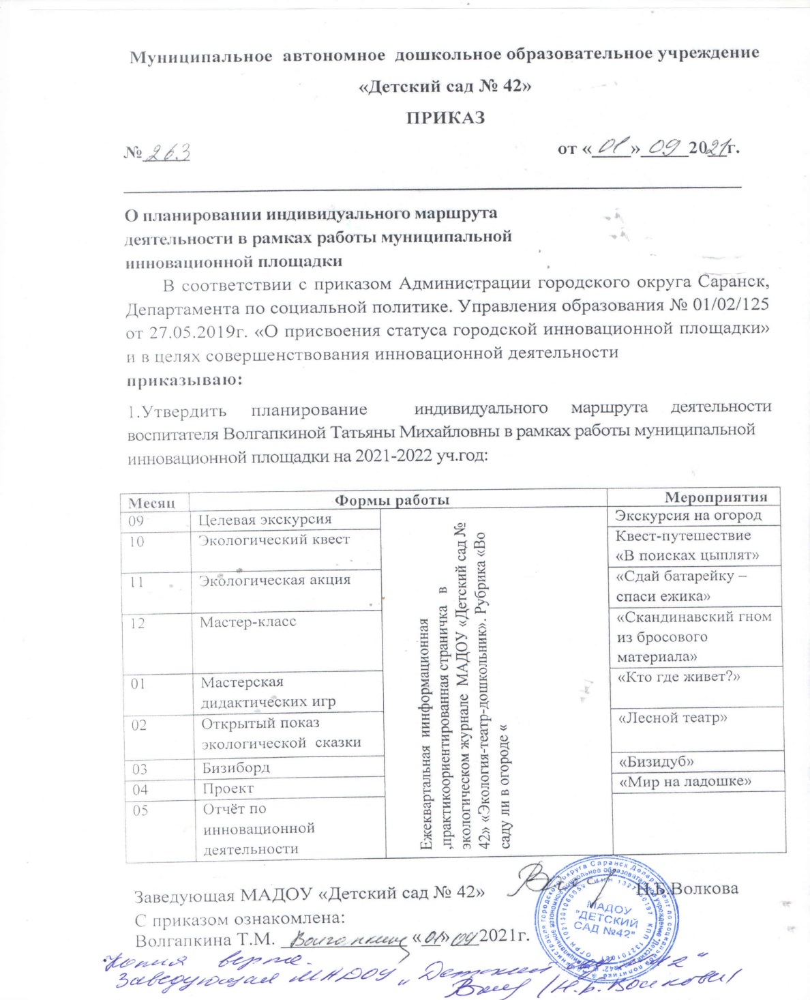 Муниципальное автономное дошкольное образовательное учреждение
«Детский сад № 42»
ПРИКАЗ
№ 263 от «01» 09 2021г.
О планировании индивидуального маршрута
деятельности в рамках работы муниципальной
инновационной площадки
В соответствии с приказом Администрации городского округа Саранск,
Департамента по социальной политике. Управления образования № 01/02/125
от 27.05.2019г. «О присвоения статуса городской инновационной площадки»
и в целях совершенствования инновационной деятельности
приказываю:
1.Утвердить планирование индивидуального маршрута деятельности
воспитателя Волгапкиной Татьяны Михайловны в рамках работы муниципальной
инновационной площадки на 2021-2022 уч.год:
Месяц Формы работы Мероприятия
09 Целевая экскурсия Экскурсия на огород
10 Экологический квест Квест-путешествие
«В поисках цыплят»
11 Экологическая акция «Сдай батарейку –
спаси ежика»
12 Мастер-класс «Скандинавский гном
из бросового
материала»
01 Мастерская «Кто где живет?»
дидактических игр
02 Открытый показ «Лесной театр»
экологической сказки
03 Бизиборд «Бизидуб»
04 Проект «Мир на ладошке»
05 Отчёт по
инновационной
деятельности
Ежеквартальная иинформационная
,практикоориентированная страничка в
экологическом журнале МАДОУ «Детский сад №
42» «Экология-театр-дошкольник». Рубрика «Во
саду ли в огороде «
Заведующая МАДОУ «Детский сад № 42» Н.Б.Волкова
С приказом ознакомлена:
Волгапкина Т.М. Волгапкина «01» 09 2021г.
МАДОУ
"ДЕТСКИЙ
САД №42"
Копия верна.
Заведующая МАДОУ „Детский сад №42"
(Н.Б. Волкова)